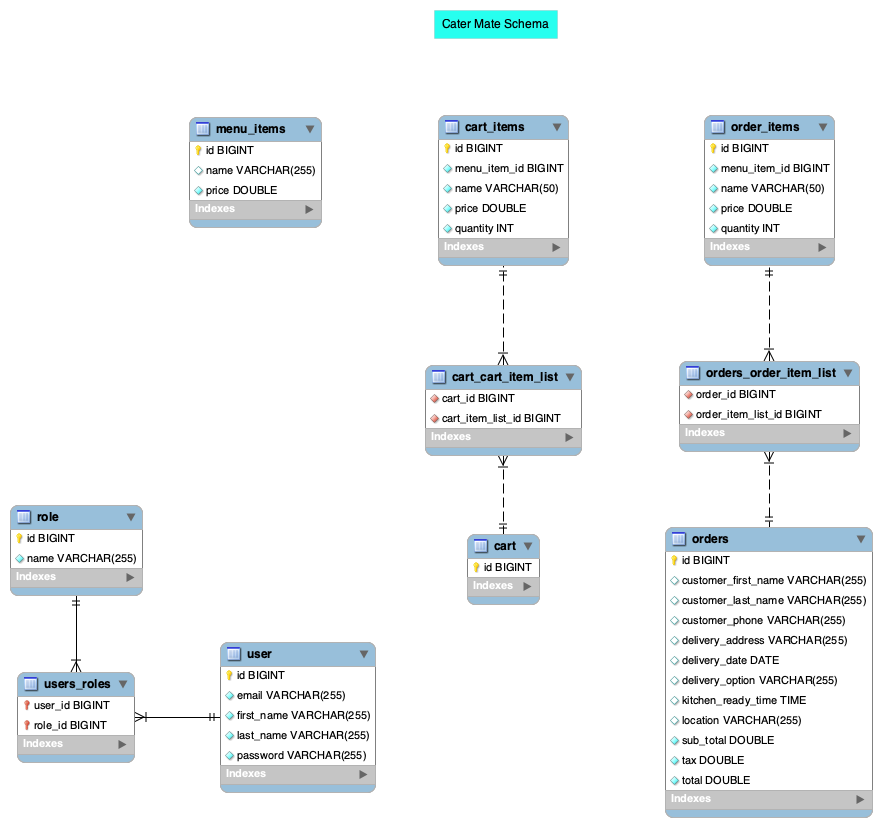 Cater Mate Schema
menu_items
id BIGINT
name VARCHAR(255)
price DOUBLE
Indexes
cart_items
id BIGINT
menu_item_id BIGINT
name VARCHAR(50)
price DOUBLE
quantity INT
Indexes
order_items
id BIGINT
menu_item_id BIGINT
name VARCHAR(50)
price DOUBLE
quantity INT
Indexes
cart_cart_item_list
cart_id BIGINT
cart_item_list_id BIGINT
Indexes
orders_order_item_list
order_id BIGINT
order_item_list_id BIGINT
Indexes
role
id BIGINT
name VARCHAR(255)
Indexes
cart
id BIGINT
Indexes
orders
id BIGINT
customer_first_name VARCHAR(255)
customer_last_name VARCHAR(255)
customer_phone VARCHAR(255)
delivery_address VARCHAR(255)
delivery_date DATE
delivery_option VARCHAR(255)
kitchen_ready_time TIME
location VARCHAR(255)
sub_total DOUBLE
tax DOUBLE
total DOUBLE
Indexes
users_roles
user_id BIGINT
role_id BIGINT
Indexes
user
id BIGINT
email VARCHAR(255)
first_name VARCHAR(255)
last_name VARCHAR(255)
password VARCHAR(255)
Indexes